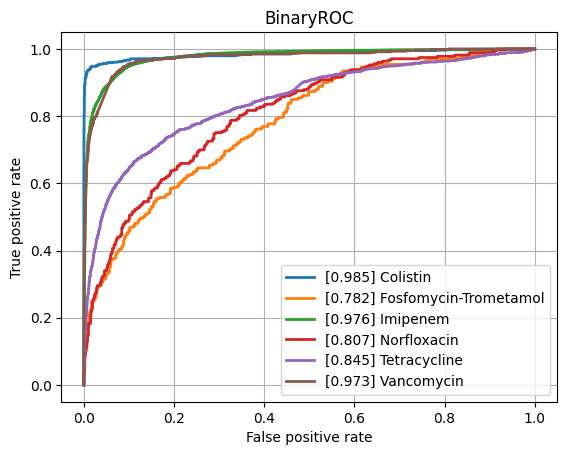 BinaryROC
True positive rate
1.0
0.8
0.6
0.4
0.2
0.0
[0.985] Colistin
[0.782] Fosfomycin-Trometamol
[0.976] Imipenem
[0.807] Norfloxacin
[0.845] Tetracycline
[0.973] Vancomycin
0.0 0.2 0.4 0.6 0.8 1.0
False positive rate